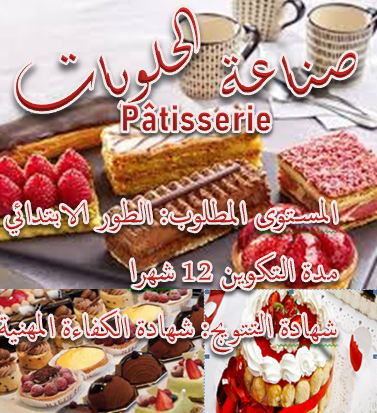 صناعة الحلويات
Pâtisserie
المستوى المطلوب: الطور الابتدائي
مدة التكوين 12 شهرا
شهادة التتويج: شهادة الكفاءة المهنية